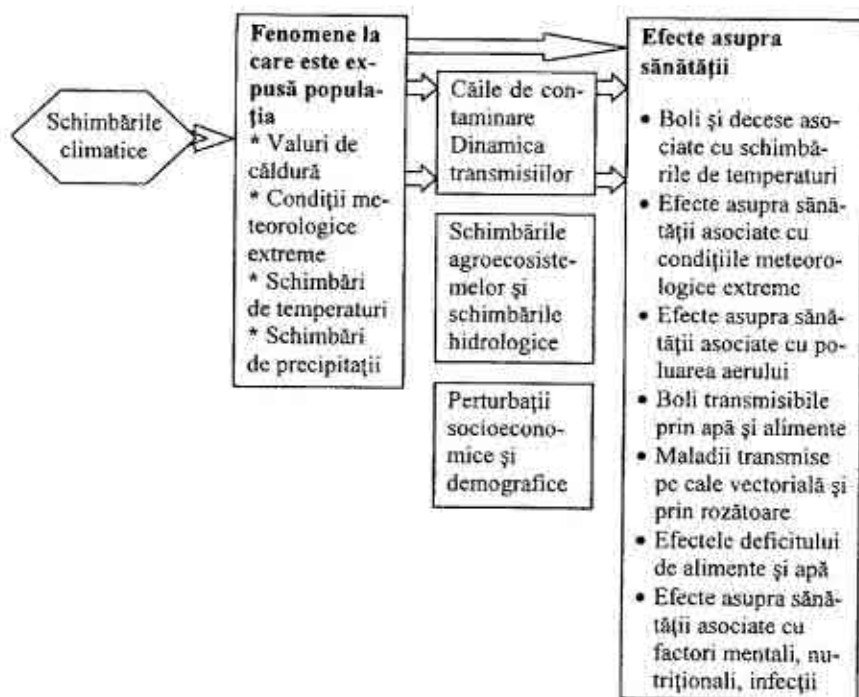 Schimbările
climatice
Fenomene la
care este ex-
pusă popula-
ţia
* Valuri de
căldură
* Condiţii me-
teorologice
extreme
* Schimbări
de temperaturi
* Schimbări
de precipitaţii
Căile de con-
taminare
Dinamica
transmisiilor
Schimbările
agroecosiste-
melor şi
schimbările
hidrologice
Perturbaţii
socioecono-
mice şi
demografice
Efecte asupra
sănătăţii
• Boli şi decese aso-
ciate cu schimbă-
rile de temperaturi
• Efecte asupra sănă-
tăţii asociate cu
condiţiile meteoro-
logice extreme
• Efecte asupra sănă-
tăţii asociate cu po-
luarea aerului
• Boli transmisibile
prin apă şi alimente
• Maladii transmise
pe cale vectorială şi
prin rozătoare
• Efectele deficitului
de alimente şi apă
• Efecte asupra sănă-
tăţii asociate cu
factori mentali, nu-
triţionali, infecţii